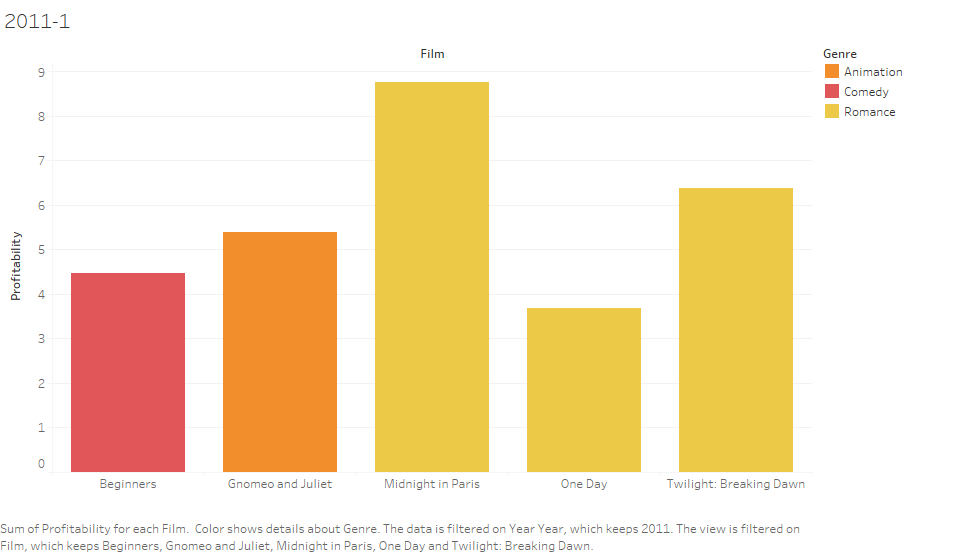 2011-1
Film
Genre
Animation
Comedy
Romance
Profitability
9
8
7
6
5
4
3
2
1
0
Beginners
Gnomeo and Juliet
Midnight in Paris
One Day
Twilight: Breaking Dawn
Sum of Profitability for each Film.  Color shows details about Genre. The data is filtered on Year Year, which keeps 2011. The view is filtered on
Film, which keeps Beginners, Gnomeo and Juliet, Midnight in Paris, One Day and Twilight: Breaking Dawn.